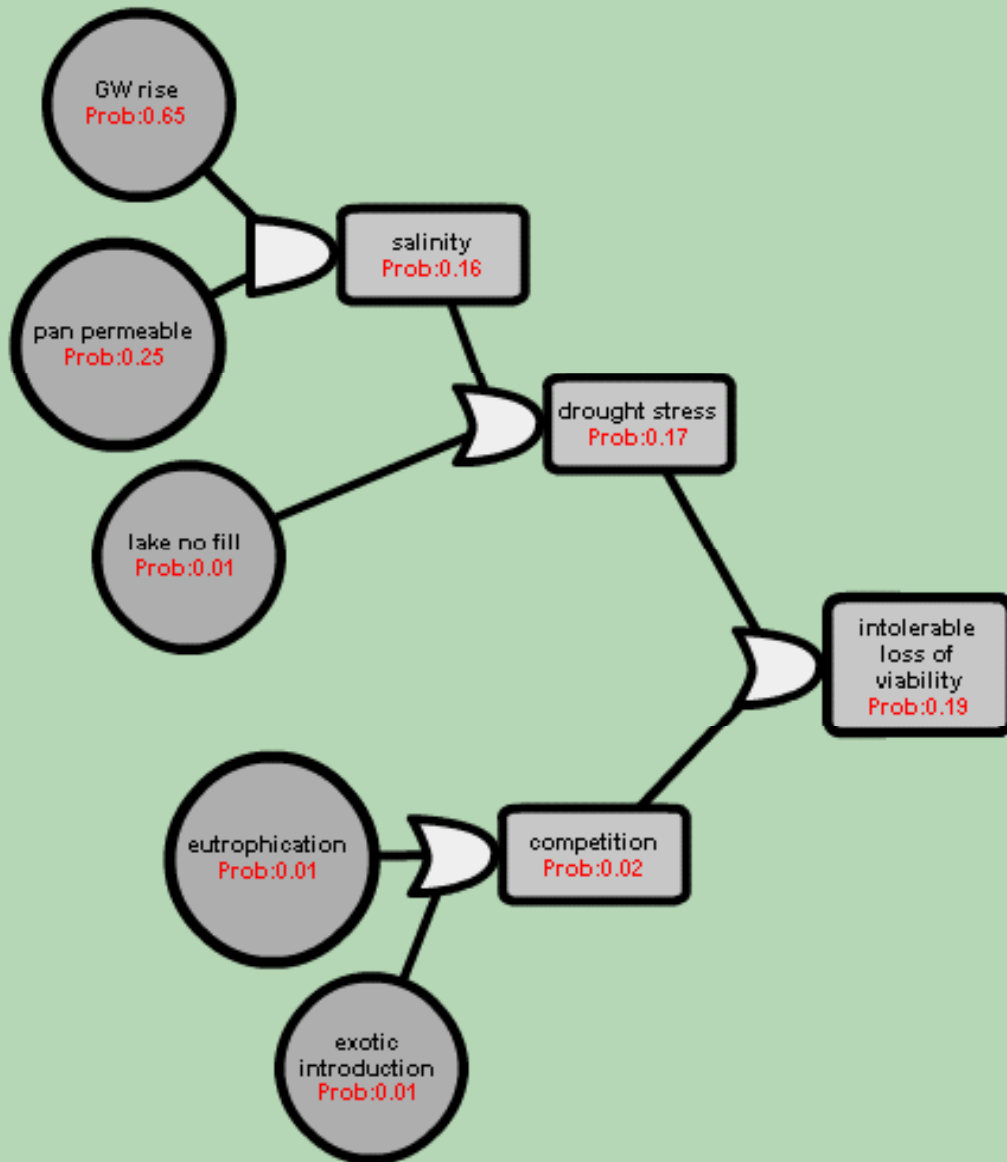 GW rise
Prob:0.65
salinity
Prob:0.16
pan permeable
Prob:0.25
drought stress
Prob:0.17
lake no fill
Prob:0.01
intolerable
loss of
viability
Prob:0.19
eutrophication
Prob:0.01
competition
Prob:0.02
exotic
introduction
Prob:0.01